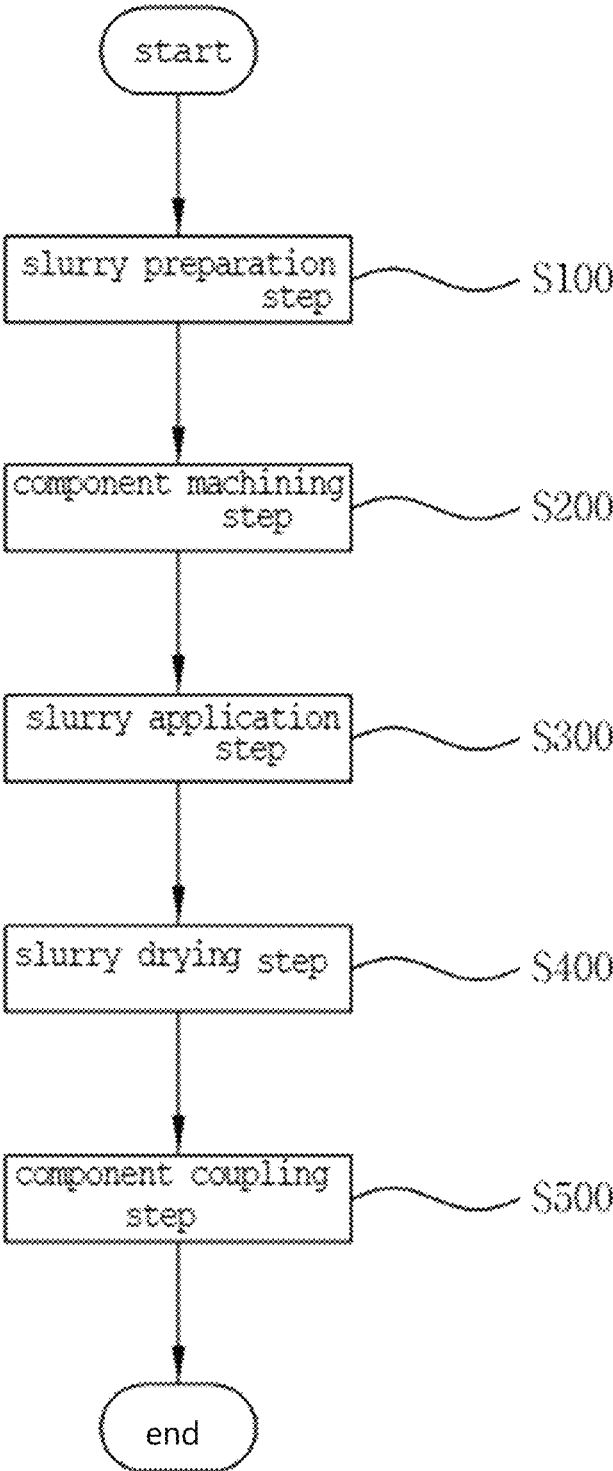 start
slurry preparation
step
S100
component machining
step
S200
slurry application
step
S300
slurry drying step
S400
component coupling
step
S500
end